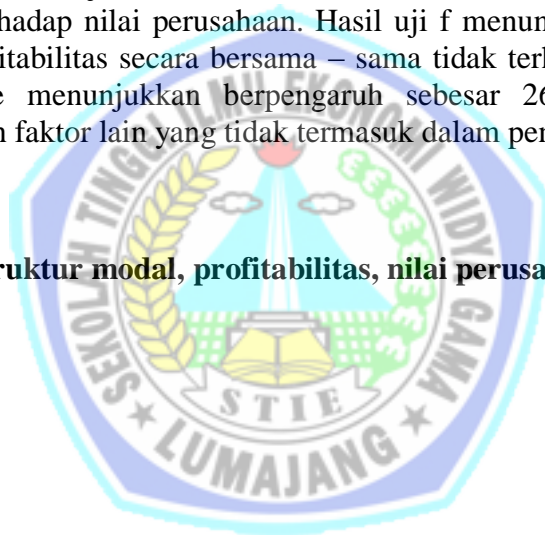 hadap nilai perusahaan. Hasil uji f menun
itabilitas secara bersama – sama tidak ter
menunjukkan berpengaruh sebesar 26
faktor lain yang tidak termasuk dalam pen
ruktur modal, profitabilitas, nilai perusa
SEKOLAH TINGGI ILMU EKONOMI WIDYA GAMA
STIE
LUMAJANG